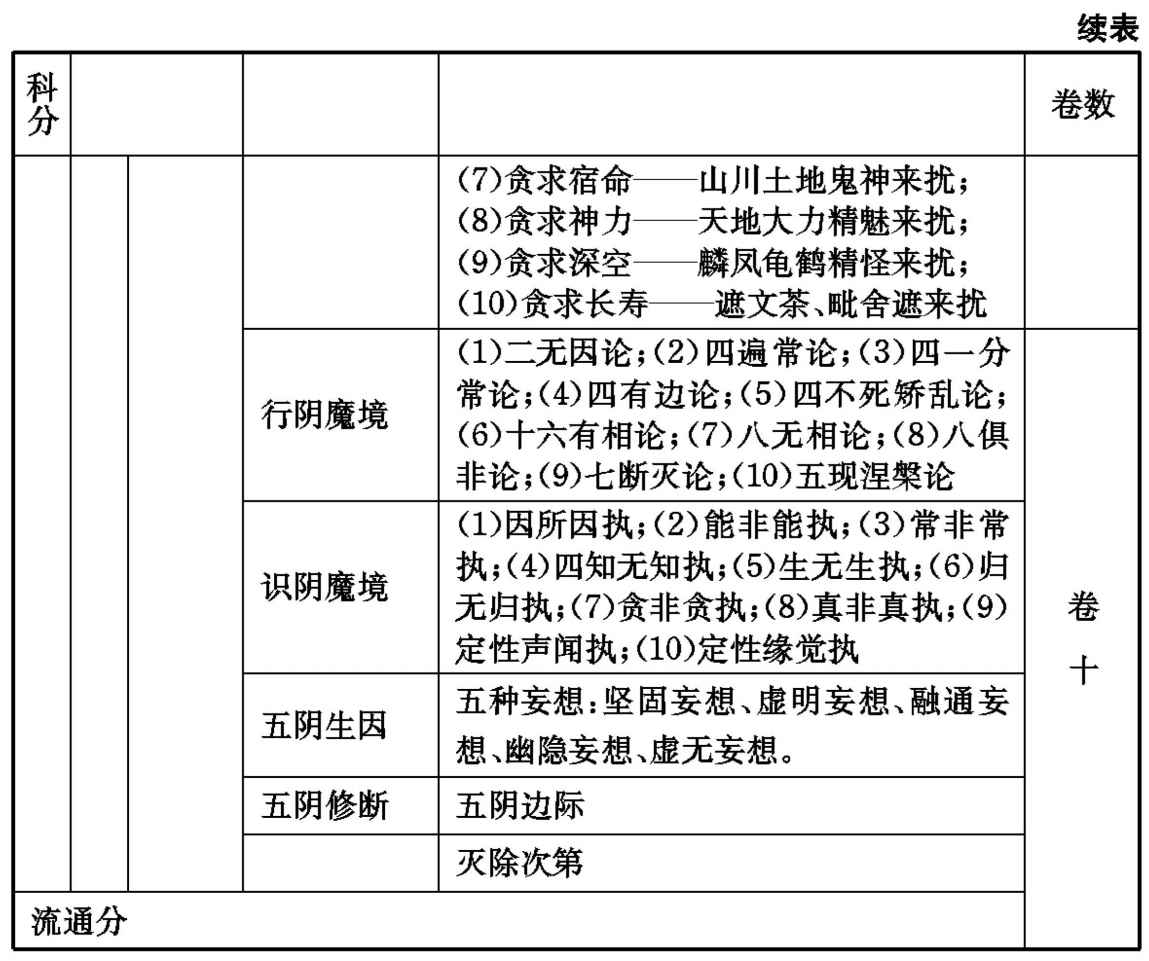 续表
科分
卷数
(7)贪求宿命——山川土地鬼神来扰;
(8)贪求神力——天地大力精魅来扰;
(9)贪求深空——麟凤龟鹤精怪来扰;
(10)贪求长寿——遮文茶、毗舍遮来扰
行阴魔境
(1)二无因论;(2)四遍常论;(3)四一分
常论;(4)四有边论;(5)四不死矫乱论;
(6)十六有相论;(7)八无相论;(8)八俱
非论;(9)七断灭论;(10)五现涅槃论
识阴魔境
(1)因所因执;(2)能非能执;(3)常非常
执;(4)四知无知执;(5)生无生执;(6)归
无归执;(7)贪非贪执;(8)真非真执;(9)
定性声闻执;(10)定性缘觉执
卷十
五阴生因
五种妄想:坚固妄想、虚明妄想、融通妄
想、幽隐妄想、虚无妄想。
五阴修断
五阴边际
灭除次第
流通分